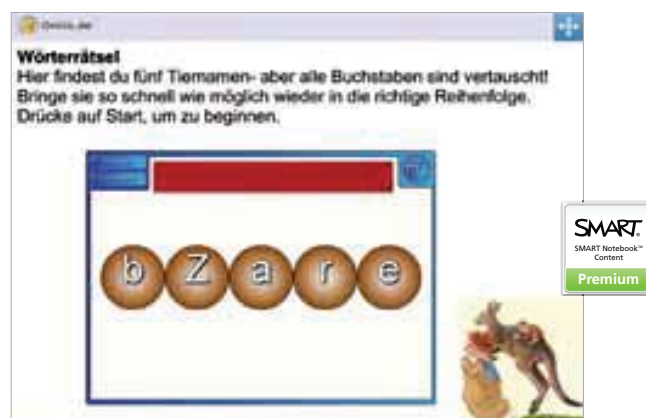 Wörterrätsel
Hier findest du fünf Tiernamen- aber alle Buchstaben sind vertauscht!
Bringe sie so schnell wie möglich wieder in die richtige Reihenfolge.
Drücke auf Start, um zu beginnen.
b Z a r e
SMART
SMART Notebook™
Content
Premium